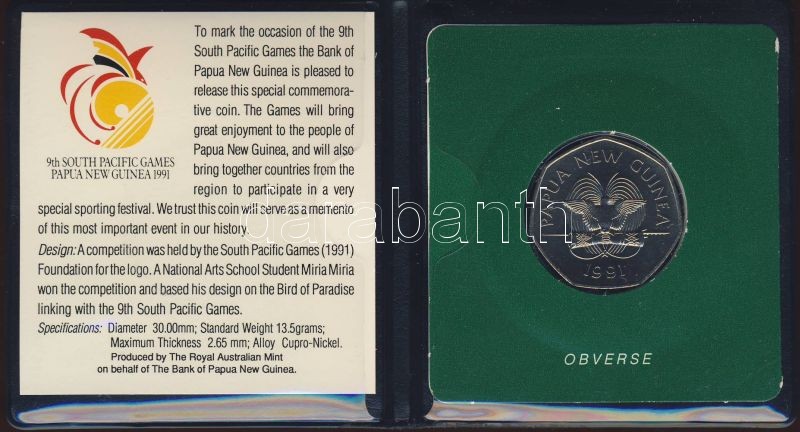 9th SOUTH PACIFIC GAMES
PAPUA NEW GUINEA 1991
To mark the occasion of the 9th
South Pacific Games the Bank of
Papua New Guinea is pleased to
release this special commemora-
tive coin. The Games will bring
great enjoyment to the people of
Papua New Guinea, and will also
bring together countries from the
region to participate in a very
special sporting festival. We trust this coin will serve as a memento
of this most important event in our history.
Design: A competition was held by the South Pacific Games (1991)
Foundation for the logo. A National Arts School Student Miria Miria
won the competition and based his design on the Bird of Paradise
linking with the 9th South Pacific Games.
Specifications: Diameter 30.00mm; Standard Weight 13.5grams;
Maximum Thickness 2.65 mm; Alloy Cupro-Nickel.
Produced by The Royal Australian Mint
on behalf of The Bank of Papua New Guinea.
PAPUA NEW GUINEA
1991
OBVERSE
darabanth